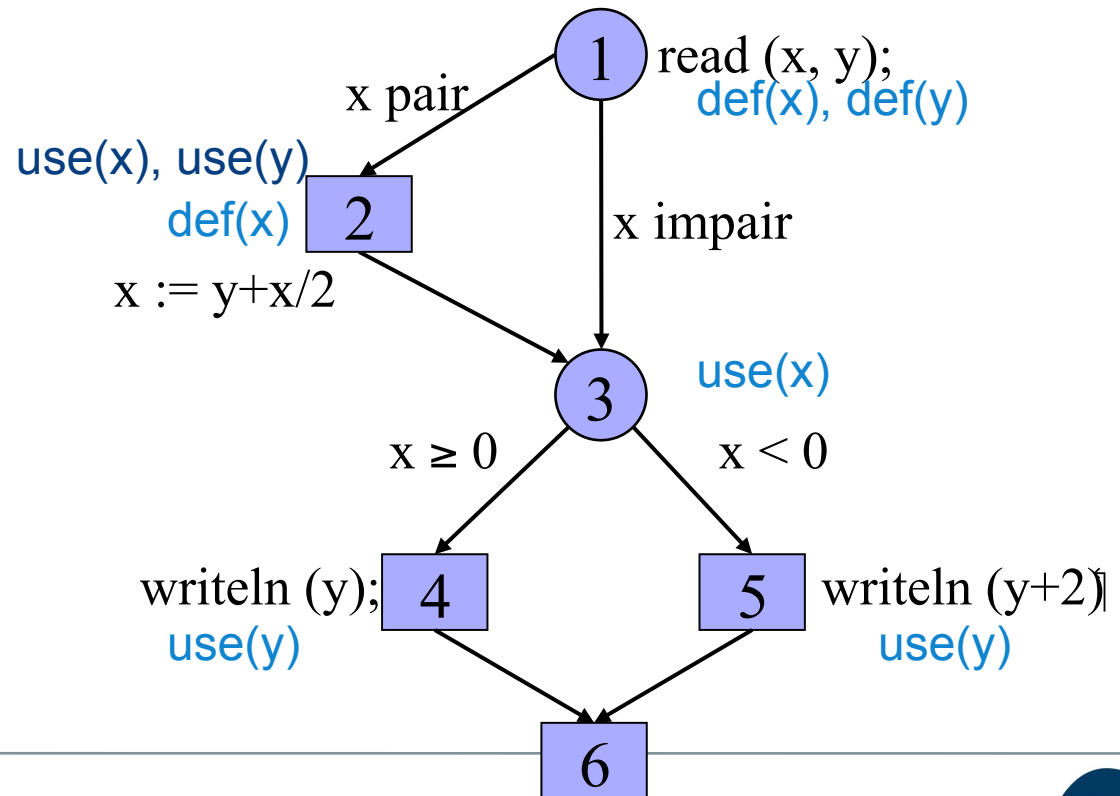 1 read (x, y);
def(x), def(y)
x pair
use(x), use(y)
def(x) 2
x impair
x := y+x/2
use(x)
3
x ≥ 0 x < 0
writeln (y); 4 5 writeln (y+2)
use(y) use(y)
6